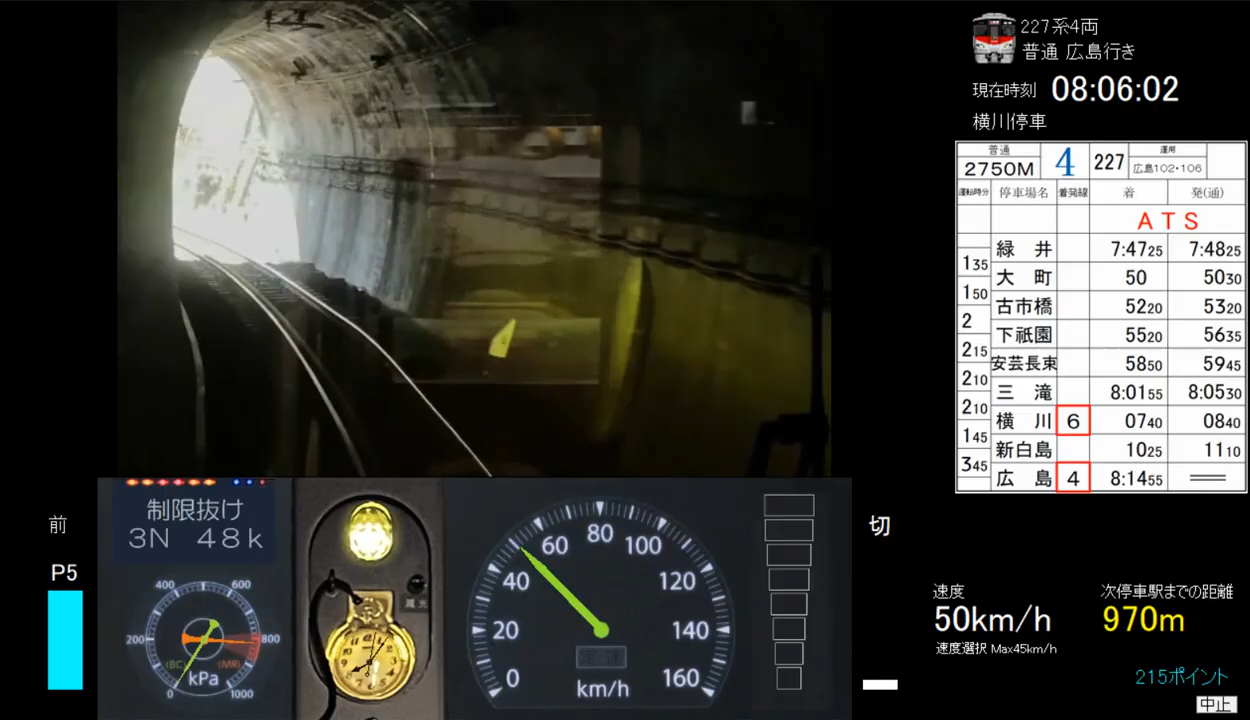 227系4両
普通 広島行き
現在時刻 08:06:02
横川停車
普通 2750M 4 227 運用 広島102・106
運転時分 停車場名 着発線 着 発(通)
ATS
緑井 7:4725 7:4825
135
大町 50 5030
150
古市橋 5220 5320
2
下祇園 5520 5635
215
安芸長束 5850 5945
210
三滝 8:0155 8:0530
210
横川 6 0740 0840
145
新白島 1025 1110
345
広島 4 8:1455
前
P5
制限抜け
3N 48k
400 600
200 800
(BC) (MR)
kPa
0 1000
減光
60 80 100
40 120
20 140
0 160
定速
km/h
切
速度 次停車駅までの距離
50km/h 970m
速度選択 Max45km/h
215ポイント
中止